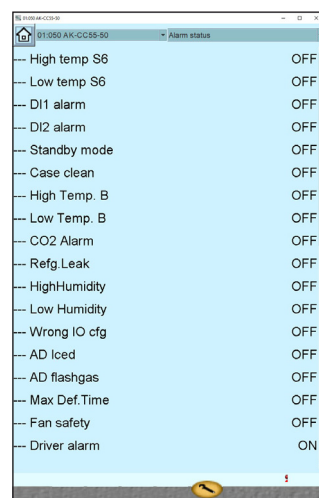 01:050 AK-CC55-50
01:050 AK-CC55-50 Alarm status
--- High temp S6 OFF
--- Low temp S6 OFF
--- DI1 alarm OFF
--- DI2 alarm OFF
--- Standby mode OFF
--- Case clean OFF
--- High Temp. B OFF
--- Low Temp. B OFF
--- CO2 Alarm OFF
--- Refg.Leak OFF
--- HighHumidity OFF
--- Low Humidity OFF
--- Wrong IO cfg OFF
--- AD Iced OFF
--- AD flashgas OFF
--- Max Def.Time OFF
--- Fan safety OFF
--- Driver alarm ON